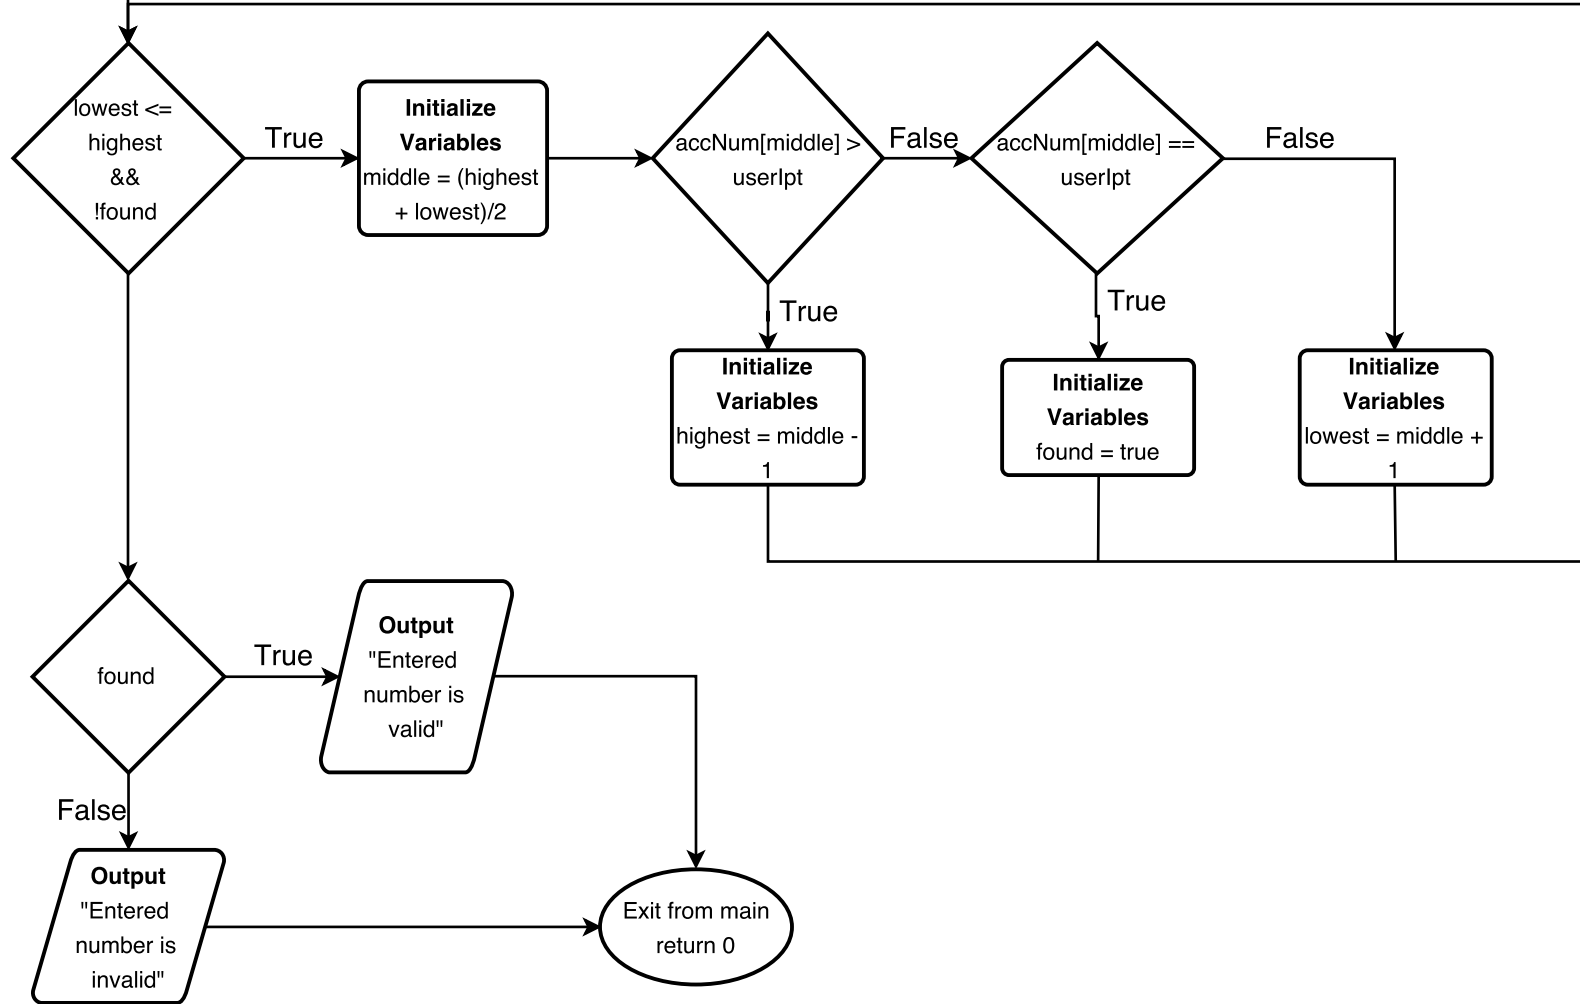 lowest <=
highest
&&
!found
True
Initialize
Variables
middle = (highest
+ lowest)/2
accNum[middle] >
userIpt
False
accNum[middle] ==
userIpt
False
True
Initialize
Variables
highest = middle -
1
True
Initialize
Variables
found = true
Initialize
Variables
lowest = middle +
1
found
True
Output
"Entered
number is
valid"
False
Output
"Entered
number is
invalid"
Exit from main
return 0